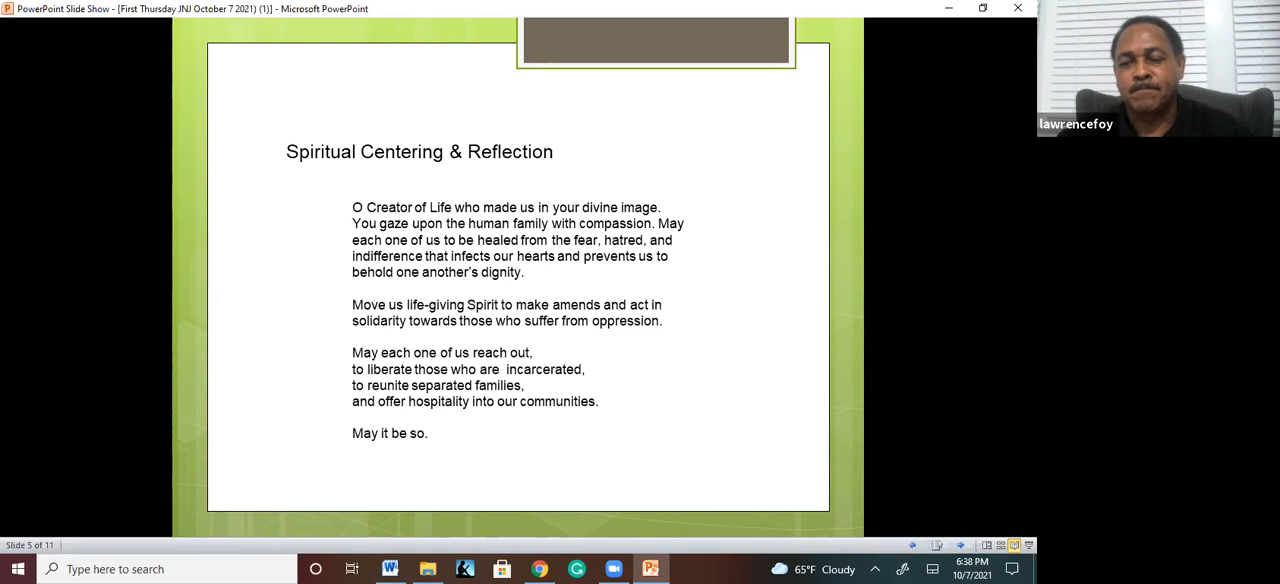 PowerPoint Slide Show - [First Thursday JNJ October 7 2021) (1)] - Microsoft PowerPoint
lawrencefoy
Spiritual Centering & Reflection
O Creator of Life who made us in your divine image.
You gaze upon the human family with compassion. May
each one of us to be healed from the fear, hatred, and
indifference that infects our hearts and prevents us to
behold one another’s dignity.
Move us life-giving Spirit to make amends and act in
solidarity towards those who suffer from oppression.
May each one of us reach out,
to liberate those who are incarcerated,
to reunite separated families,
and offer hospitality into our communities.
May it be so.
Slide 5 of 11
Type here to search
65°F Cloudy
6:38 PM
10/7/2021